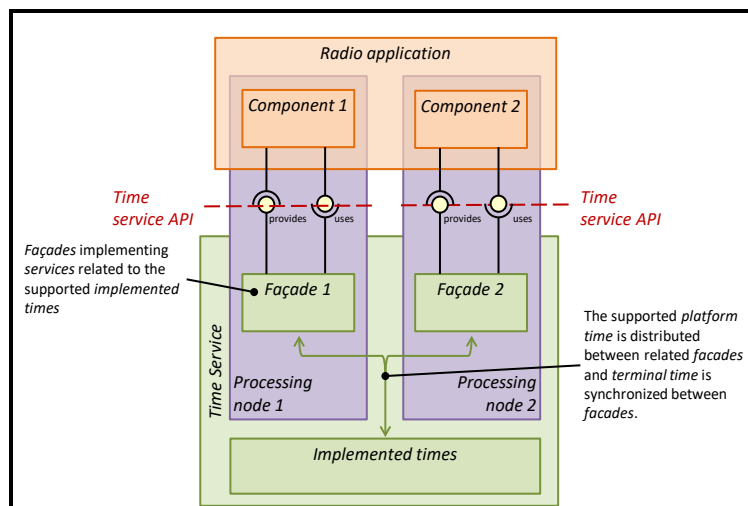 Radio application
Component 1
Component 2
Time
service API
Time
service API
provides
uses
provides
uses
Façades implementing
services related to the
supported implemented
times
Façade 1
Façade 2
The supported platform
time is distributed
between related facades
and terminal time is
synchronized between
facades.
Time Service
Processing
node 1
Processing
node 2
Implemented times